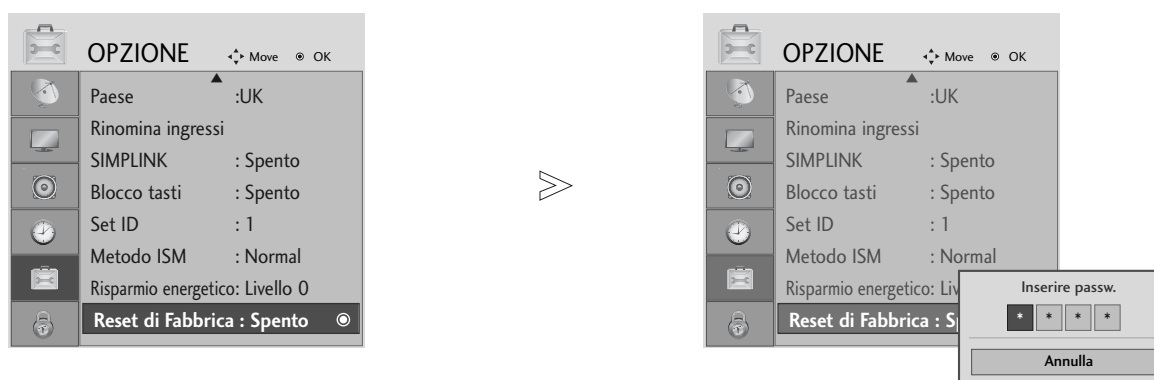 OPZIONE Move OK
Paese :UK
Rinomina ingressi
SIMPLINK : Spento
Blocco tasti : Spento
Set ID : 1
Metodo ISM : Normal
Risparmio energetico: Livello 0
Reset di Fabbrica : Spento
OPZIONE Move OK
Paese :UK
Rinomina ingressi
SIMPLINK : Spento
Blocco tasti : Spento
Set ID : 1
Metodo ISM : Normal
Risparmio energetico: Liv
Reset di Fabbrica : Sp
Inserire passw.
* * * *
Annulla